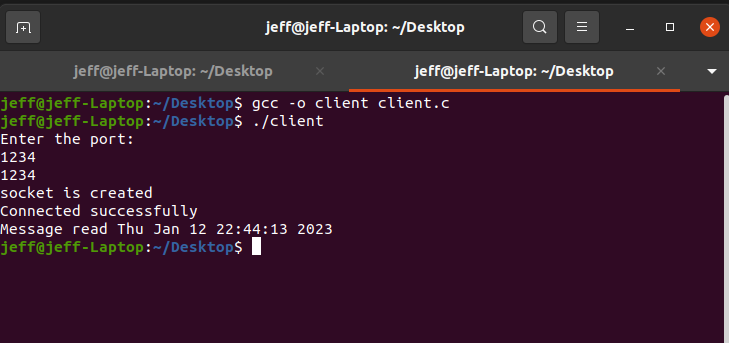 jeff@jeff-Laptop: ~/Desktop
jeff@jeff-Laptop: ~/Desktop × jeff@jeff-Laptop: ~/Desktop ×
jeff@jeff-Laptop:~/Desktop$ gcc -o client client.c
jeff@jeff-Laptop:~/Desktop$ ./client
Enter the port:
1234
1234
socket is created
Connected successfully
Message read Thu Jan 12 22:44:13 2023
jeff@jeff-Laptop:~/Desktop$